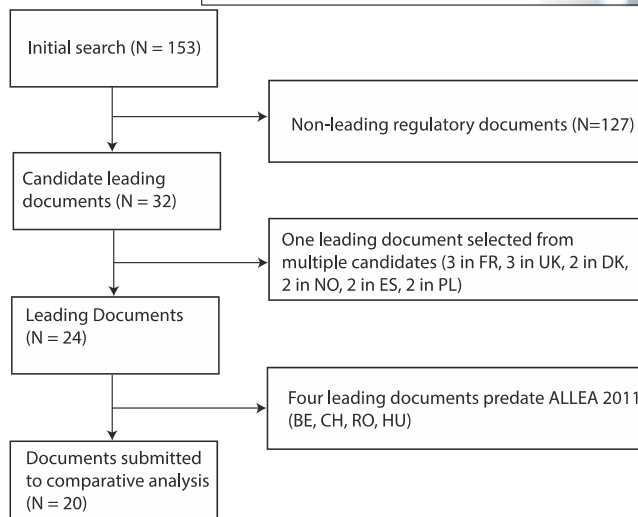 Initial search (N = 153)
Non-leading regulatory documents (N=127)
Candidate leading
documents (N = 32)
One leading document selected from
multiple candidates (3 in FR, 3 in UK, 2 in DK,
2 in NO, 2 in ES, 2 in PL)
Leading Documents
(N = 24)
Four leading documents predate ALLEA 2011
(BE, CH, RO, HU)
Documents submitted
to comparative analysis
(N = 20)